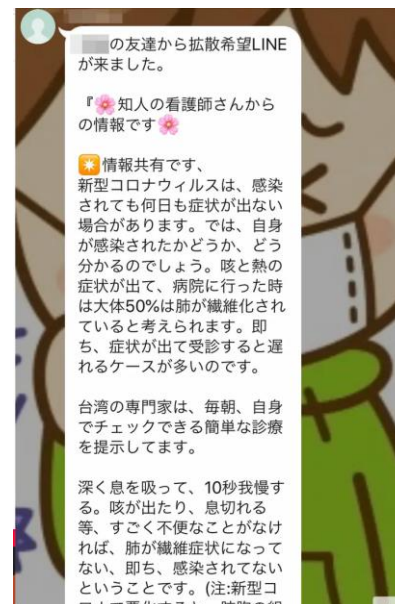 の友達から拡散希望LINE
が来ました。
『🌸知人の看護師さんから
の情報です🌸
✴️情報共有です、
新型コロナウィルスは、感染
されても何日も症状が出ない
場合があります。では、自身
が感染されたかどうか、どう
分かるのでしょう。咳と熱の
症状が出て、病院に行った時
は大体50%は肺が繊維化され
ていると考えられます。即
ち、症状が出て受診すると遅
れるケースが多いのです。
台湾の専門家は、毎朝、自身
でチェックできる簡単な診療
を提示してます。
深く息を吸って、10秒我慢す
る。咳が出たり、息切れる
等、すごく不便なことがなけ
れば、肺が繊維症状になって
ない、即ち、感染されてない
ということです。(注:新型コ